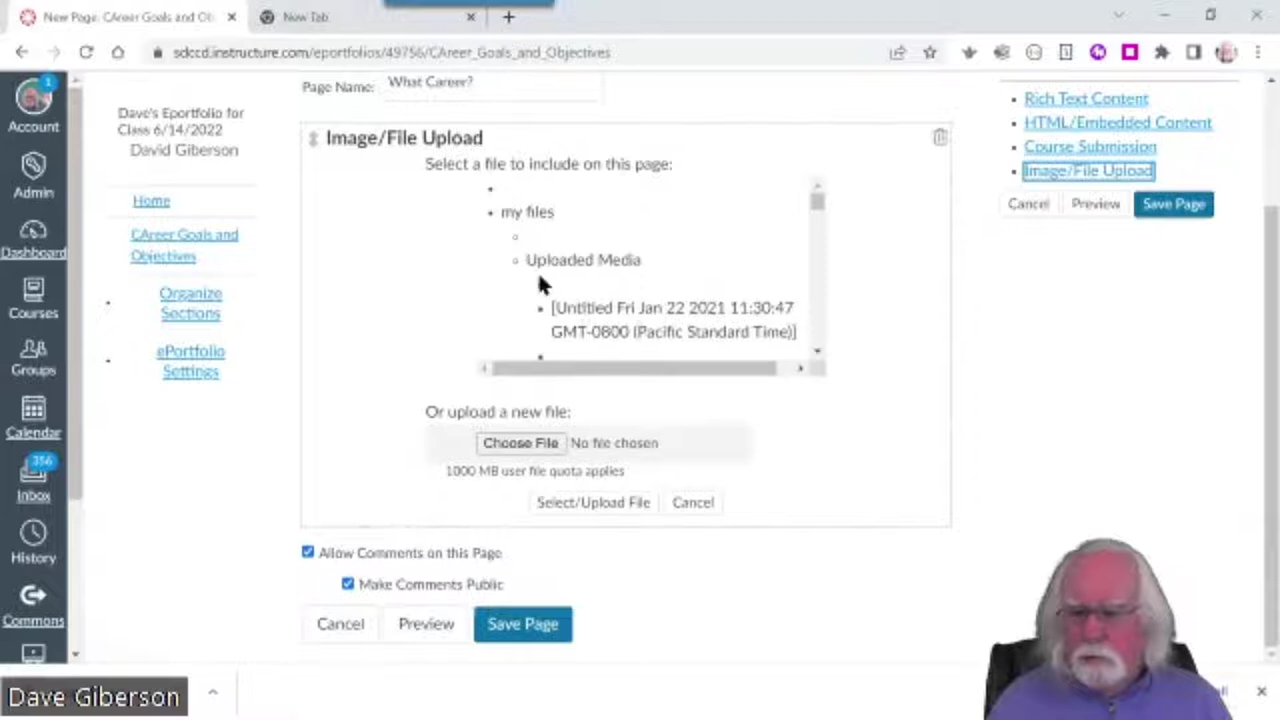 New Page: CAreer Goals and Ob
New Tab
sdccd.instructure.com/eportfolios/49756/CAreer_Goals_and_Objectives
1
Account
Admin
Dashboard
Courses
Groups
Calendar
356
Inbox
History
Commons
Dave's Eportfolio for
Class 6/14/2022
David Giberson
Home
CAreer Goals and
Objectives
Organize
Sections
ePortfolio
Settings
Page Name:
What Career?
Image/File Upload
Select a file to include on this page:
my files
Uploaded Media
[Untitled Fri Jan 22 2021 11:30:47
GMT-0800 (Pacific Standard Time)]
Or upload a new file:
Choose File No file chosen
1000 MB user file quota applies
Select/Upload File
Cancel
Allow Comments on this Page
Make Comments Public
Cancel
Preview
Save Page
Rich Text Content
HTML/Embedded Content
Course Submission
Image/File Upload
Cancel
Preview
Save Page
Dave Giberson